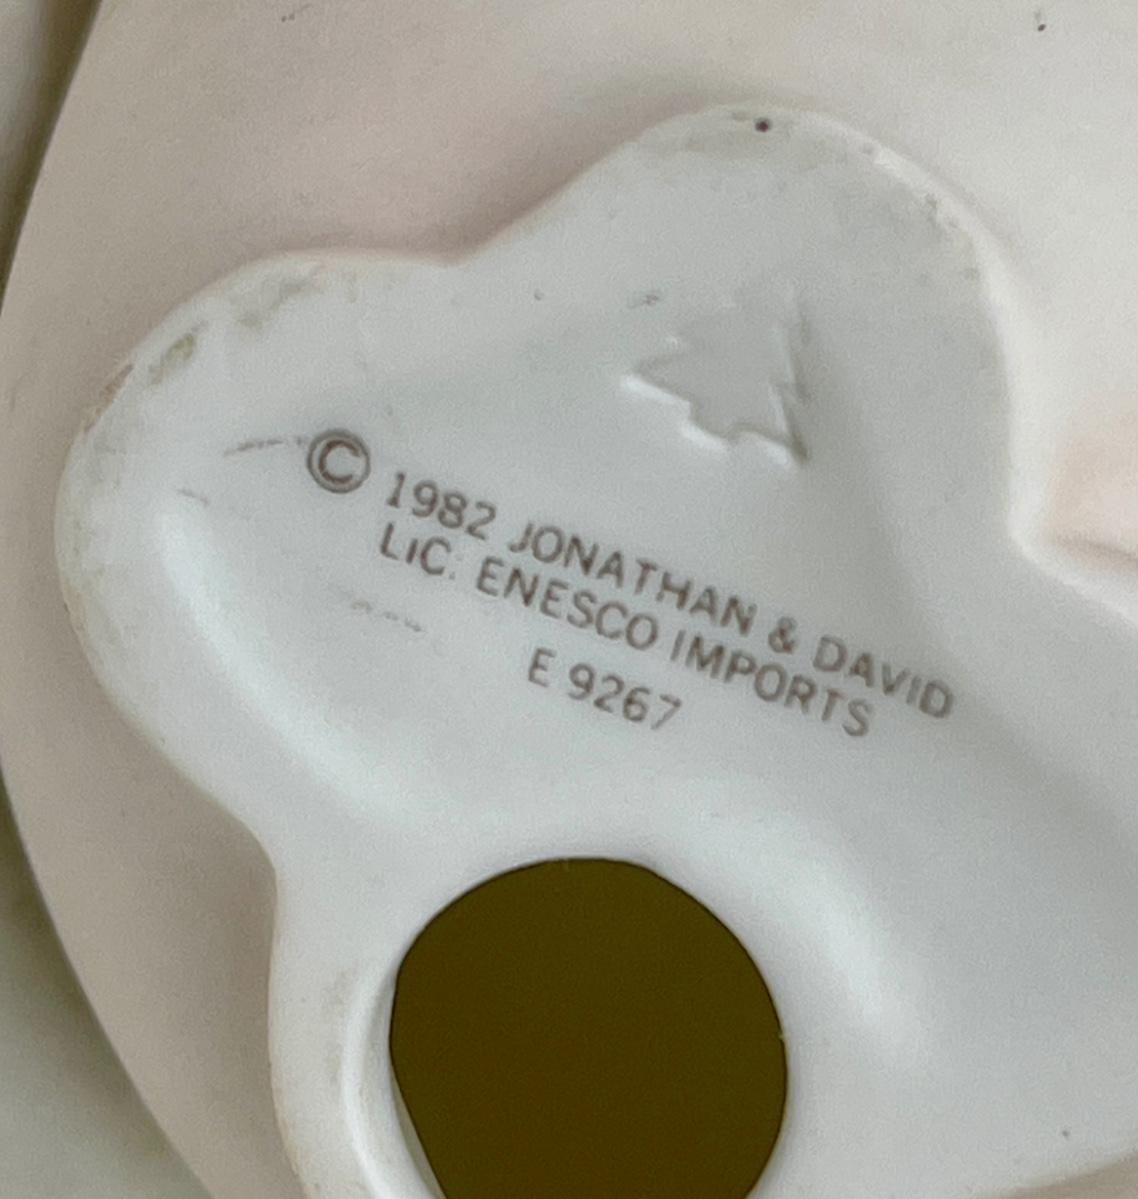 © 1982 JONATHAN & DAVID
LIC. ENESCO IMPORTS
E 9267